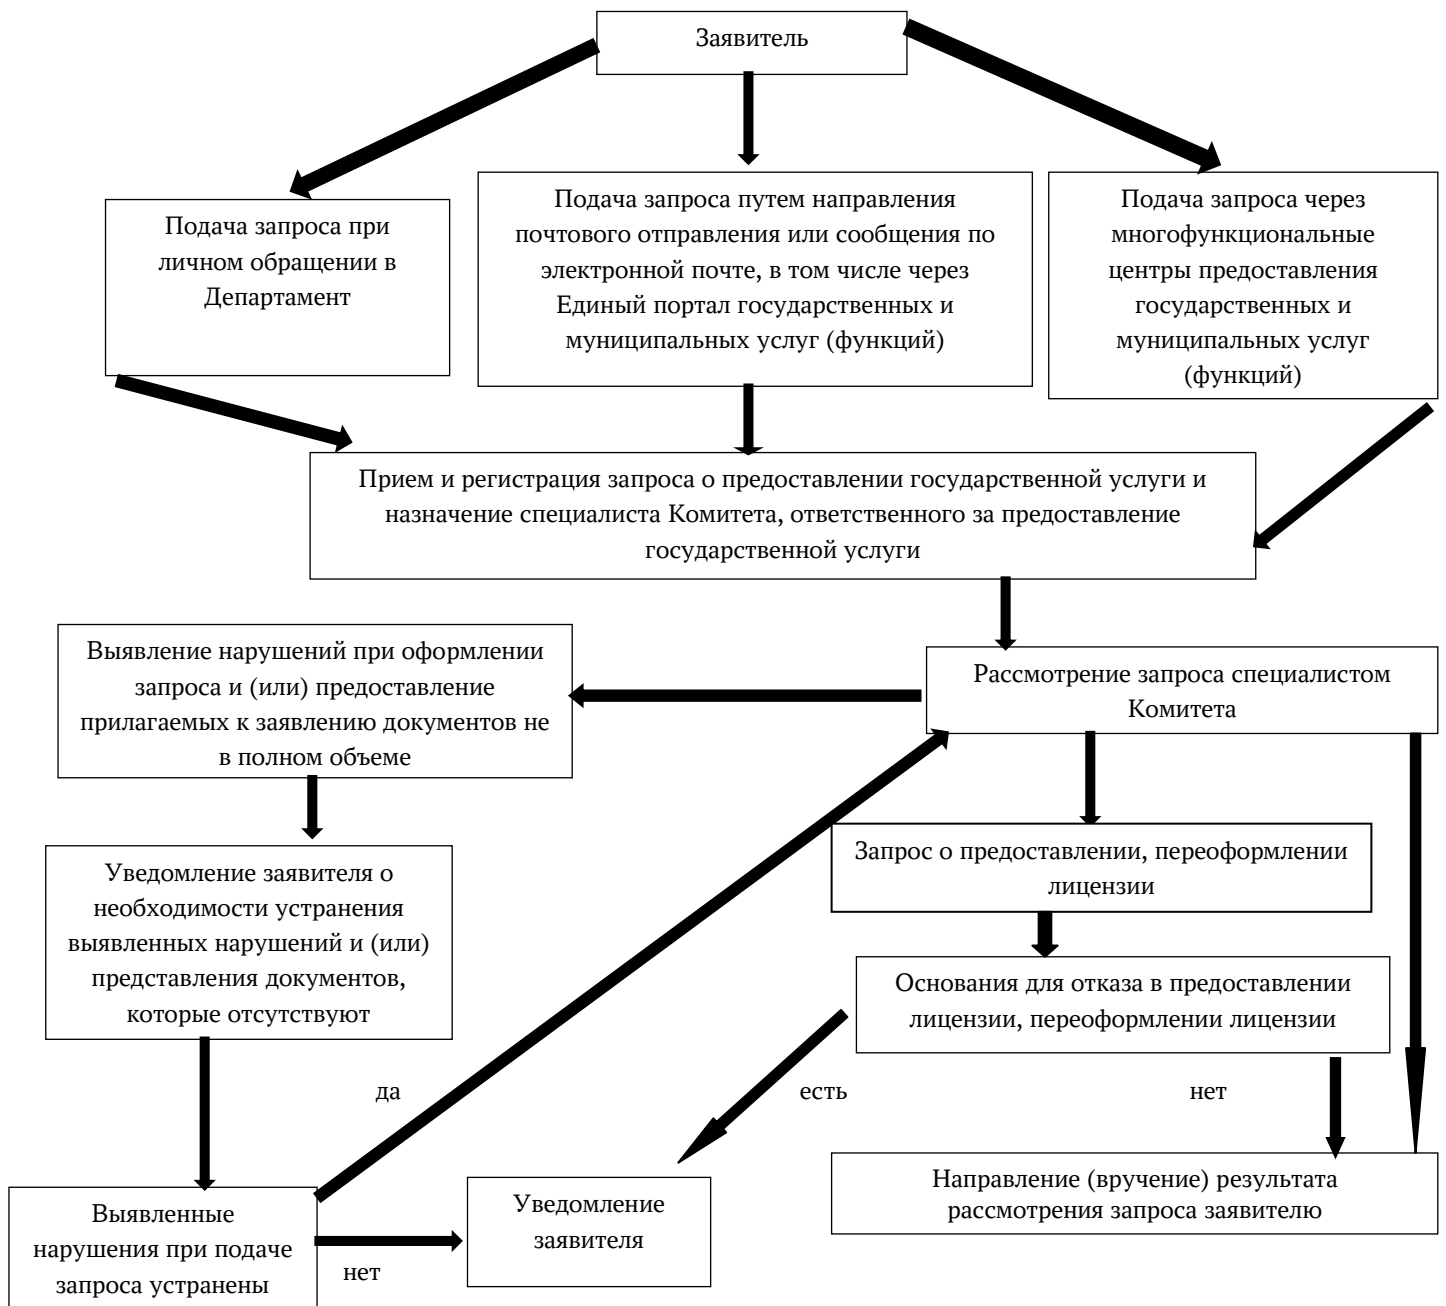 Заявитель
Подача запроса при
личном обращении в
Департамент
Подача запроса путем направления
почтового отправления или сообщения по
электронной почте, в том числе через
Единый портал государственных и
муниципальных услуг (функций)
Подача запроса через
многофункциональные
центры предоставления
государственных и
муниципальных услуг
(функций)
Прием и регистрация запроса о предоставлении государственной услуги и
назначение специалиста Комитета, ответственного за предоставление
государственной услуги
Выявление нарушений при оформлении
запроса и (или) предоставление
прилагаемых к заявлению документов не
в полном объеме
Рассмотрение запроса специалистом
Комитета
Запрос о предоставлении, переоформлении
лицензии
Уведомление заявителя о
необходимости устранения
выявленных нарушений и (или)
представления документов,
которые отсутствуют
Основания для отказа в предоставлении
лицензии, переоформлении лицензии
да
есть
нет
Направление (вручение) результата
рассмотрения запроса заявителю
Выявленные
нарушения при подаче
запроса устранены
нет
Уведомление
заявителя